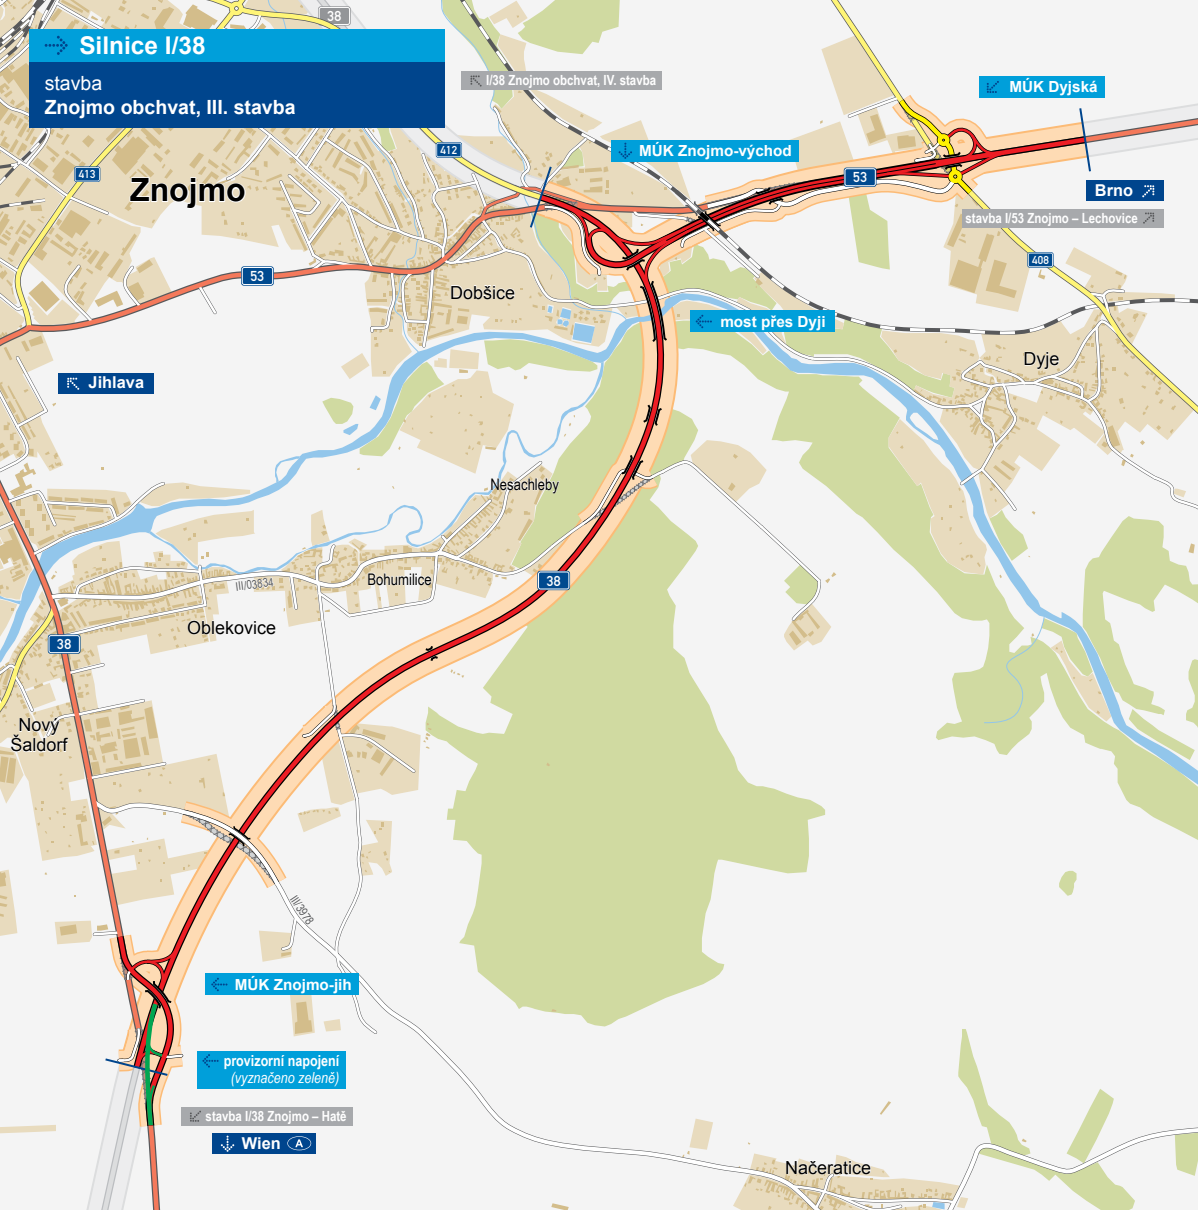 38
Silnice I/38
stavba
Znojmo obchvat, III. stavba
I/38 Znojmo obchvat, IV. stavba
MÚK Dyjská
412
MÚK Znojmo-východ
413
53
Znojmo
Brno
stavba I/53 Znojmo – Lechovice
408
53
Dobšice
most přes Dyji
Dyje
Jihlava
Nesachleby
Bohumilice
38
III/03834
Oblekovice
38
Nový
Šaldorf
III/3978
MÚK Znojmo-jih
provizorní napojení
(vyznačeno zeleně)
stavba I/38 Znojmo – Hatě
Wien A
Načeratice